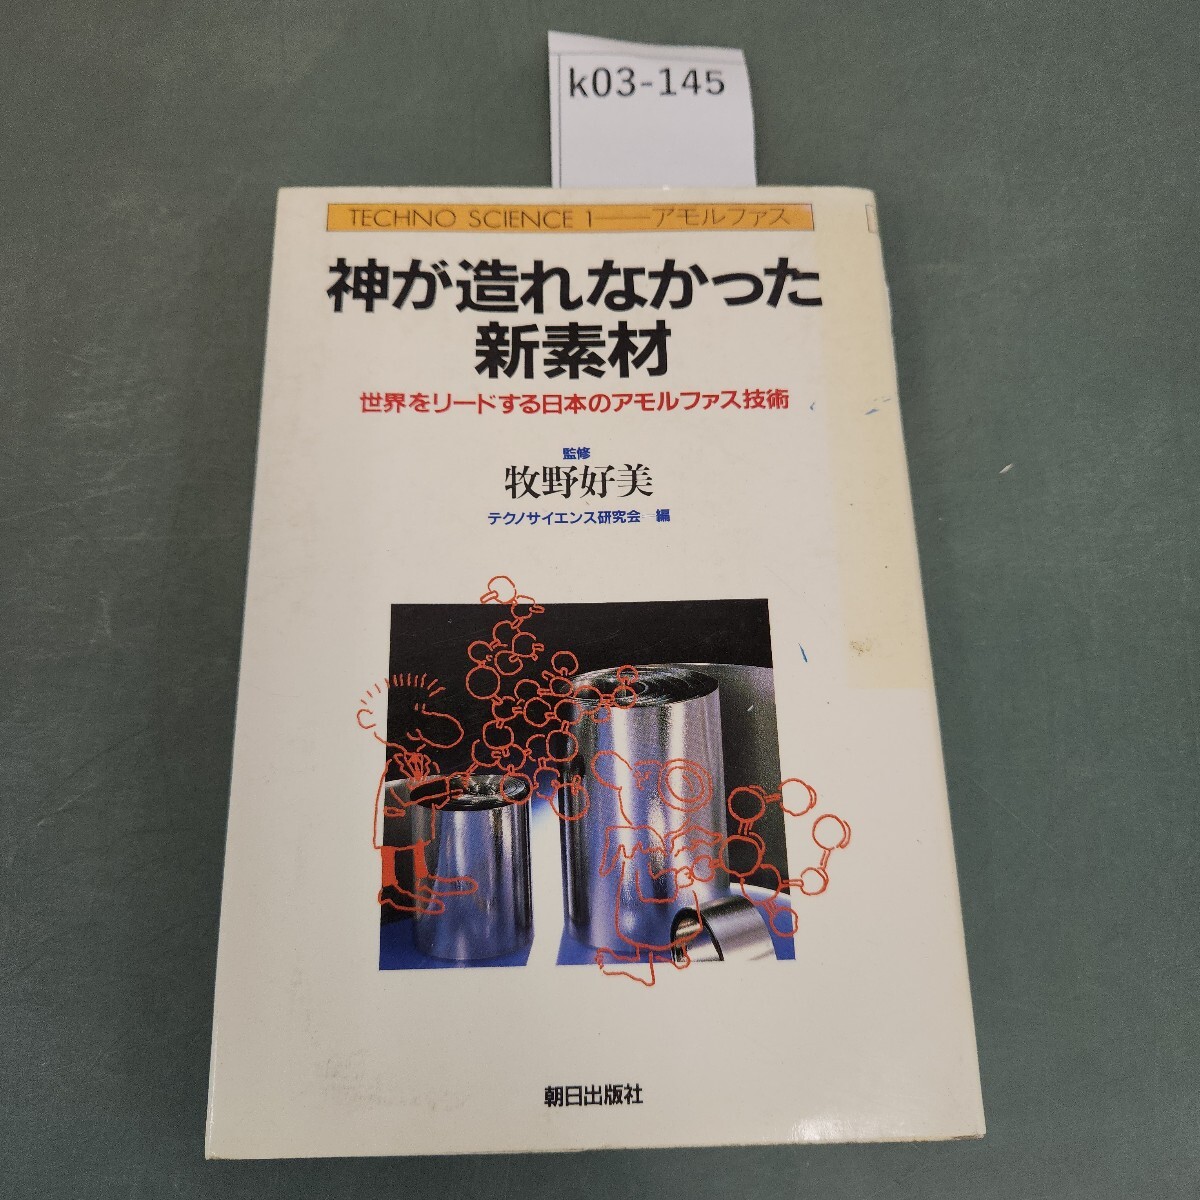 k03-145
TECHNO SCIENCE 1——アモルファス
神が造れなかった
新素材
世界をリードする日本のアモルファス技術
監修
牧野好美
テクノサイエンス研究会―編
朝日出版社